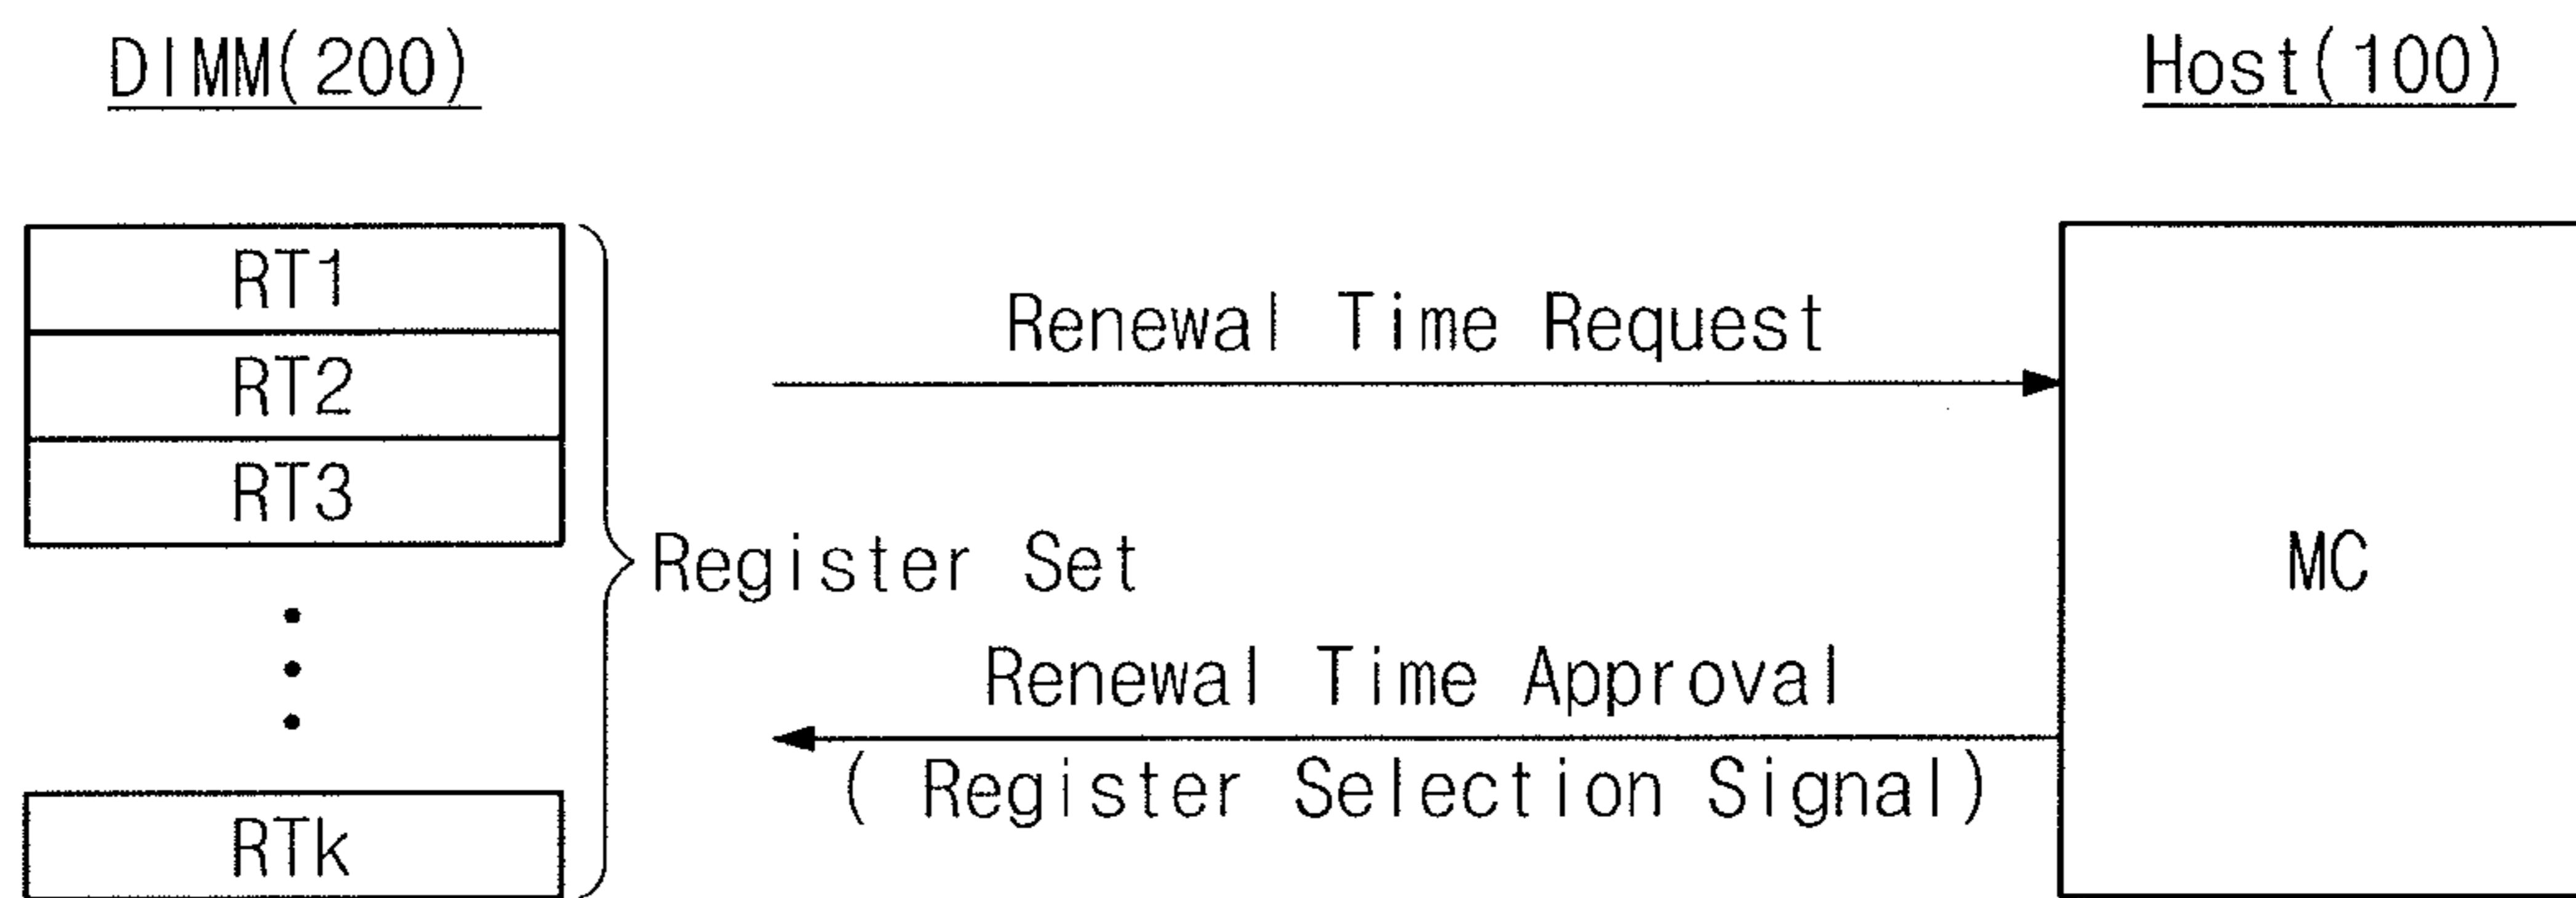 DIMM(200)
Host(100)
RT1
RT2
RT3
RTk
Register Set
Renewal Time Request
Renewal Time Approval
( Register Selection Signal)
MC